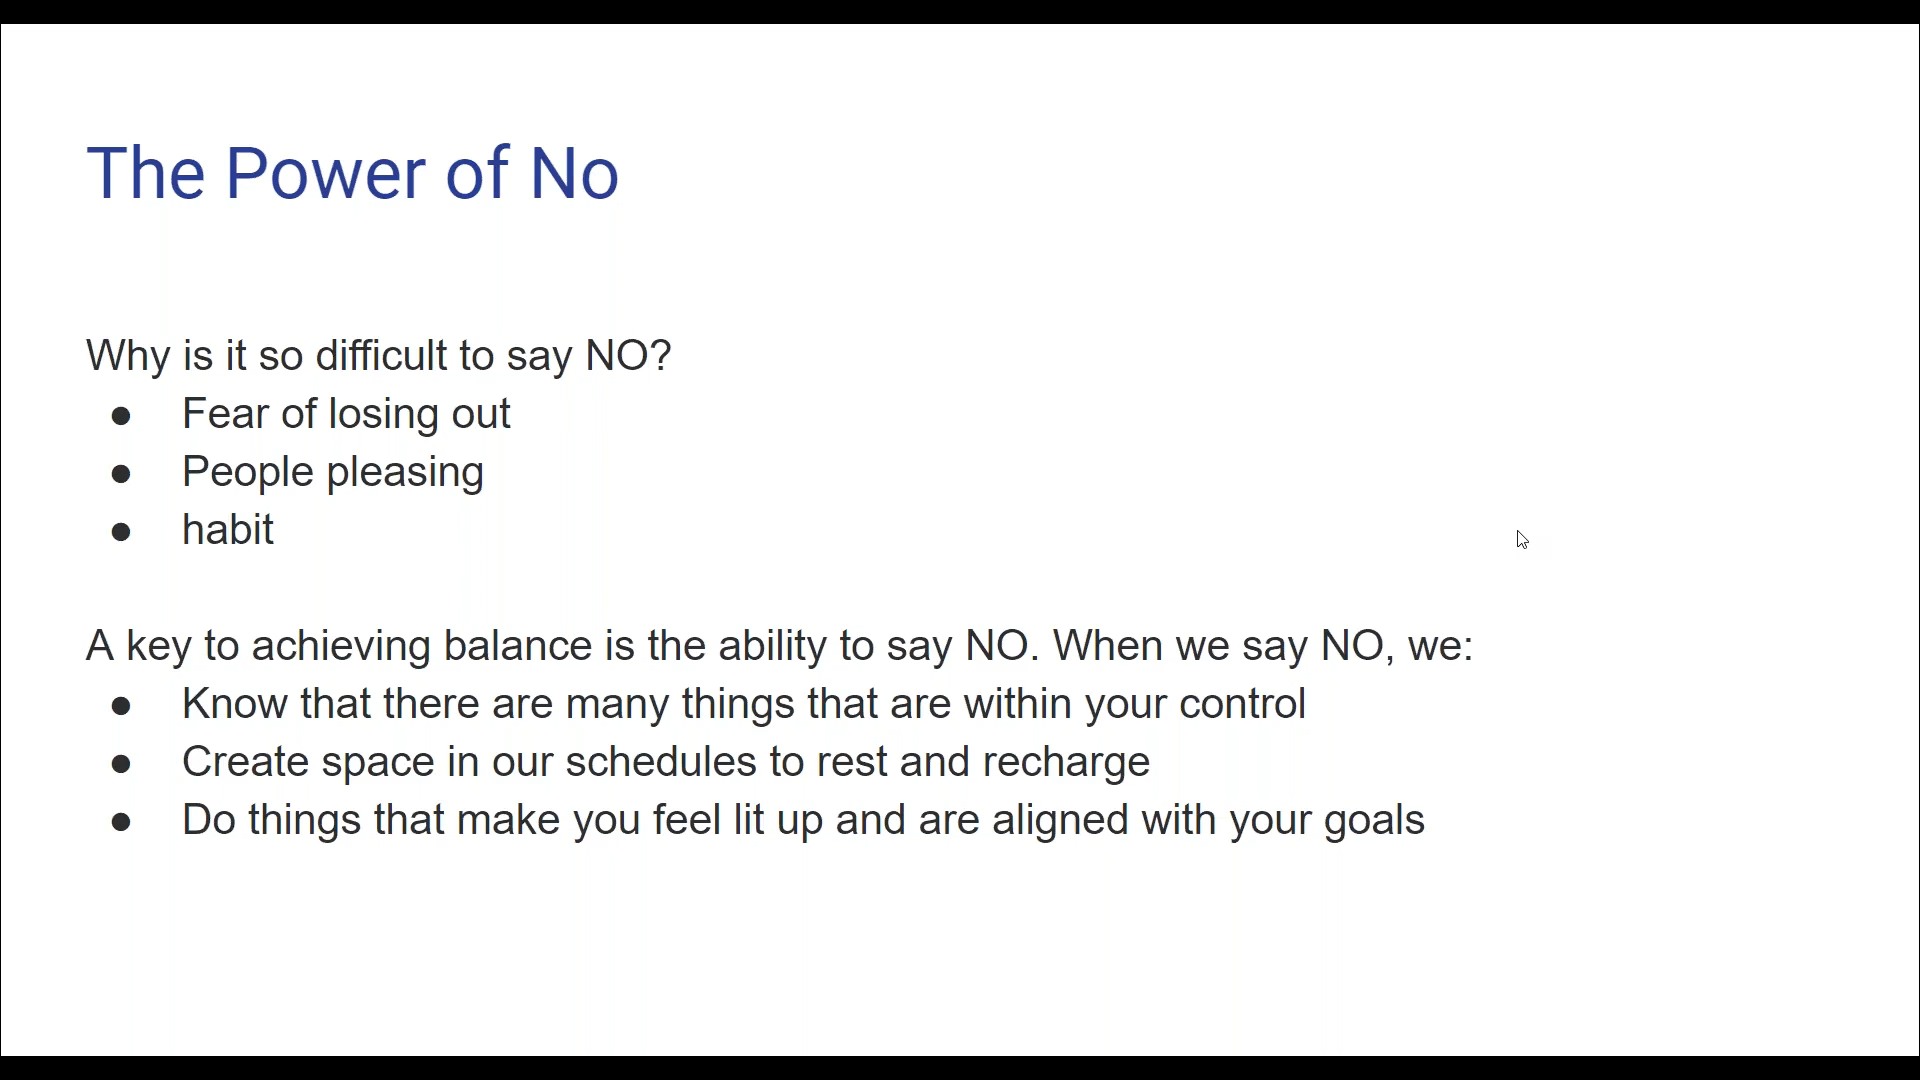 The Power of No
Why is it so difficult to say NO?
● Fear of losing out
● People pleasing
● habit
A key to achieving balance is the ability to say NO. When we say NO, we:
● Know that there are many things that are within your control
● Create space in our schedules to rest and recharge
● Do things that make you feel lit up and are aligned with your goals